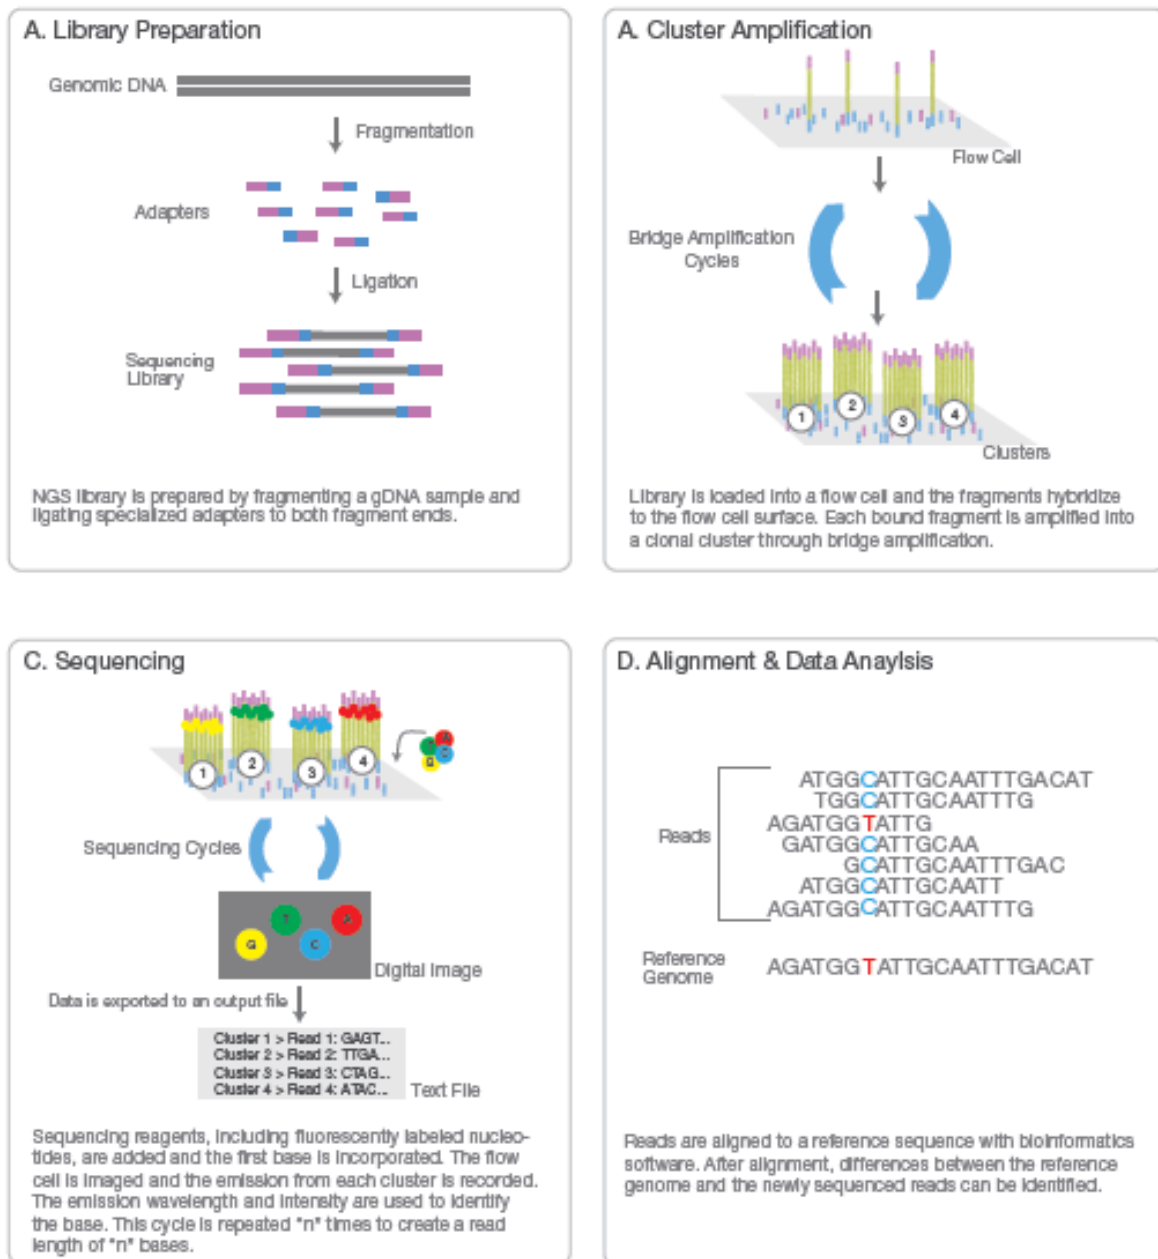 A. Library Preparation
Genomic DNA
Fragmentation
Adapters
Ligation
Sequencing
Library
NGS library is prepared by fragmenting a gDNA sample and
ligating specialized adapters to both fragment ends.
A. Cluster Amplification
Flow Cell
Bridge Amplification
Cycles
1
2
3
4
Clusters
Library is loaded into a flow cell and the fragments hybridize
to the flow cell surface. Each bound fragment is amplified into
a clonal cluster through bridge amplification.
C. Sequencing
1
2
3
4
T
A
C
G
Sequencing Cycles
T
A
G
C
Digital Image
Data is exported to an output file
Cluster 1 > Read 1: GAGT...
Cluster 2 > Read 2: TTGA...
Cluster 3 > Read 3: CTAG...
Cluster 4 > Read 4: ATAC...
Text File
Sequencing reagents, including fluorescently labeled nucleo-
tides, are added and the first base is incorporated. The flow
cell is imaged and the emission from each cluster is recorded.
The emission wavelength and intensity are used to identify
the base. This cycle is repeated "n" times to create a read
length of "n" bases.
D. Alignment & Data Anaylsis
Reads
ATGGCATTGCAATTTGACAT
TGGCATTGCAATTTG
AGATGGTATTG
GATGGCATTGCAA
GCATTGCAATTTGAC
ATGGCATTGCAATT
AGATGGCATTGCAATTTG
Reference
Genome
AGATGGTATTGCAATTTGACAT
Reads are aligned to a reference sequence with bioinformatics
software. After alignment, differences between the reference
genome and the newly sequenced reads can be identified.